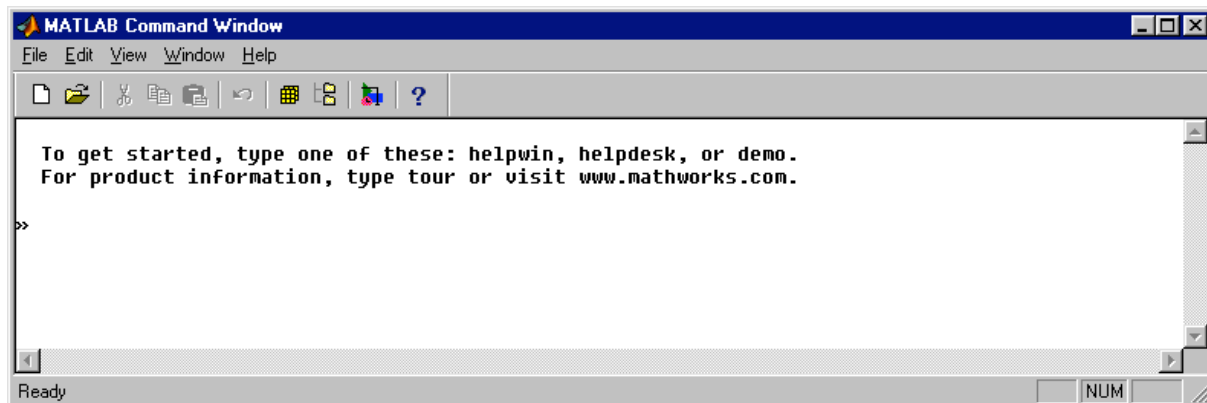 MATLAB Command Window
File Edit View Window Help
?
To get started, type one of these: helpwin, helpdesk, or demo.
For product information, type tour or visit www.mathworks.com.
»
Ready NUM